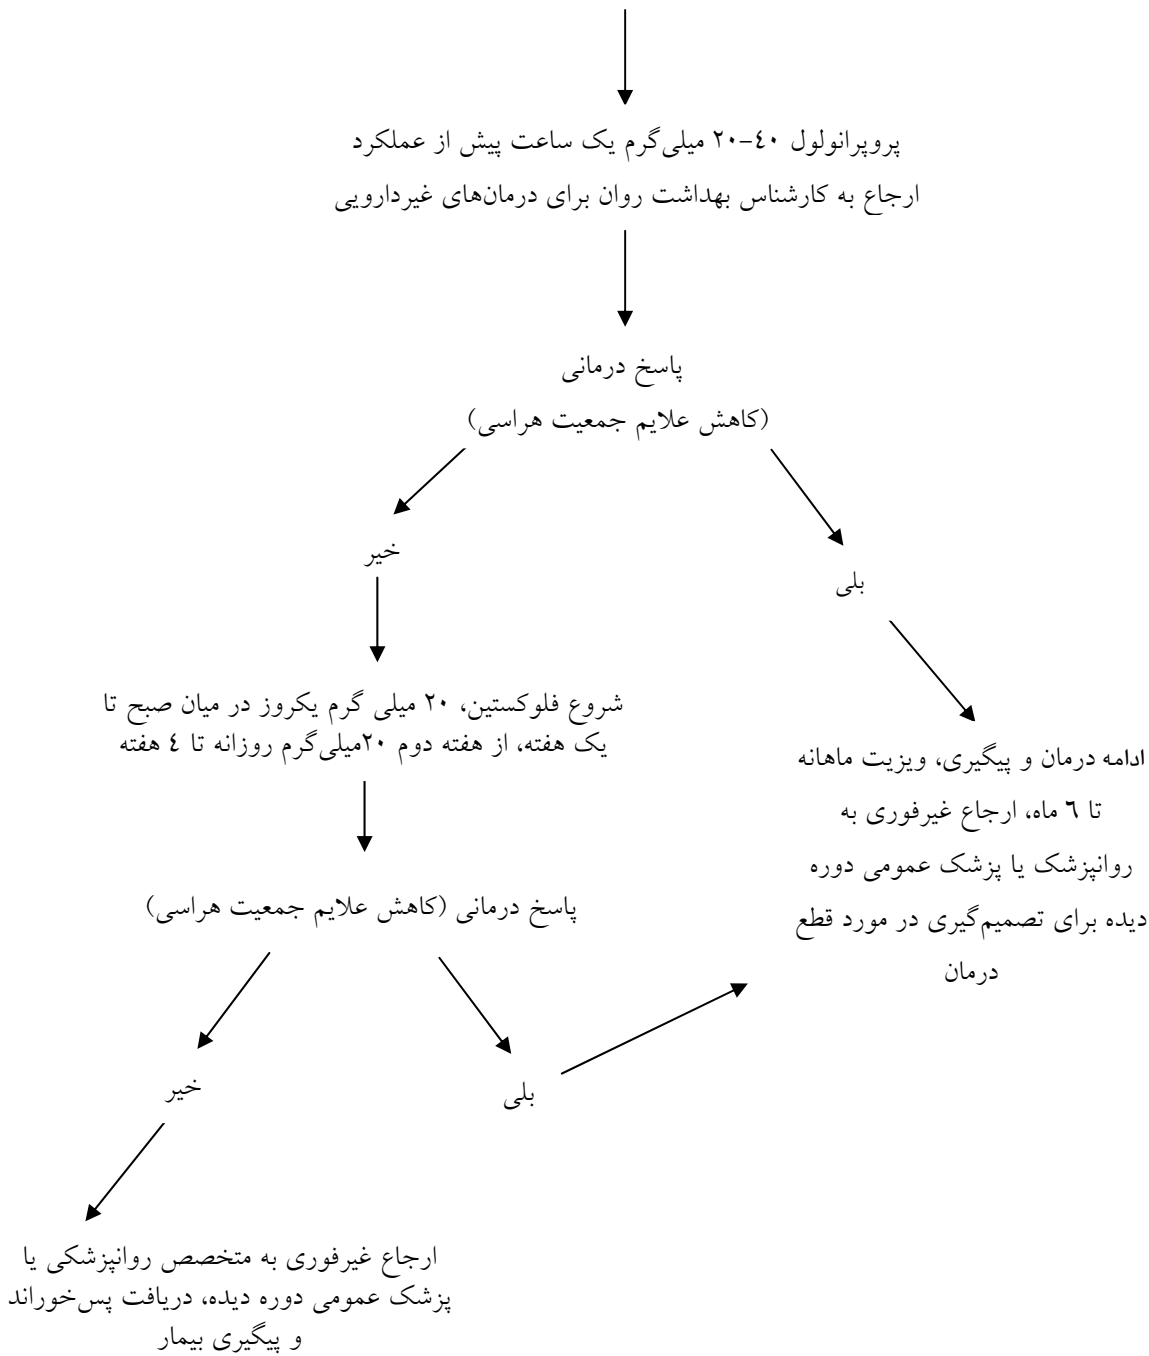 پروپرانولول ٤٠-٢٠ میلی‌گرم یک ساعت پیش از عملکرد
ارجاع به کارشناس بهداشت روان برای درمان‌های غیردارویی
پاسخ درمانی
(کاهش علایم جمعیت هراسی)
خیر
بلی
شروع فلوکستین، ٢٠ میلی گرم یکروز در میان صبح تا
یک هفته، از هفته دوم ٢٠میلی‌گرم روزانه تا ٤ هفته
ادامه درمان و پیگیری، ویزیت ماهانه
تا ٦ ماه، ارجاع غیرفوری به
روانپزشک یا پزشک عمومی دوره
دیده برای تصمیم‌گیری در مورد قطع
درمان
پاسخ درمانی (کاهش علایم جمعیت هراسی)
خیر
بلی
ارجاع غیرفوری به متخصص روانپزشکی یا
پزشک عمومی دوره دیده، دریافت پس‌خوراند
و پیگیری بیمار